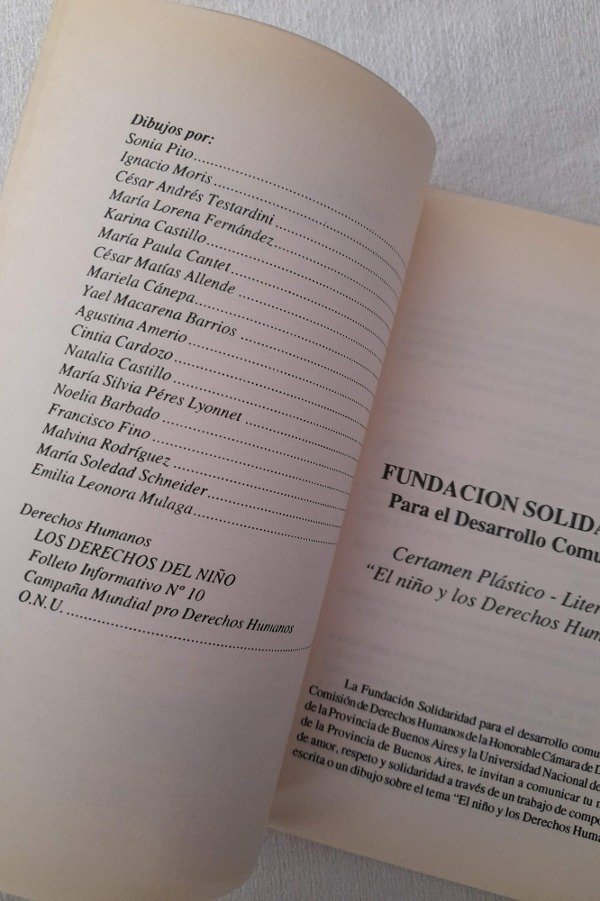 Dibujos por:
Sonia Pito
Ignacio Moris
César Andrés Testardini
María Lorena Fernández
Karina Castillo
María Paula Cantet
César Matías Allende
Mariela Cánepa
Yael Macarena Barrios
Agustina Amerio
Cintia Cardozo
Natalia Castillo
María Silvia Péres Lyonnet
Noelia Barbado
Francisco Fino
Malvina Rodríguez
María Soledad Schneider
Emilia Leonora Mulaga
Derechos Humanos
LOS DERECHOS DEL NIÑO
Folleto Informativo Nº 10
Campaña Mundial pro Derechos Humanos
O.N.U.
FUNDACION SOLIDA
Para el Desarrollo Comu
Certamen Plástico - Liter
"El niño y los Derechos Hum
La Fundación Solidaridad para el desarrollo comu
Comisión de Derechos Humanos de la Honorable Cámara de D
de la Provincia de Buenos Aires y la Universidad Nacional de
de la Provincia de Buenos Aires, te invitan a comunicar tu
de amor, respeto y solidaridad a través de un trabajo de compo
escrita o un dibujo sobre el tema "El niño y los Derechos Huma